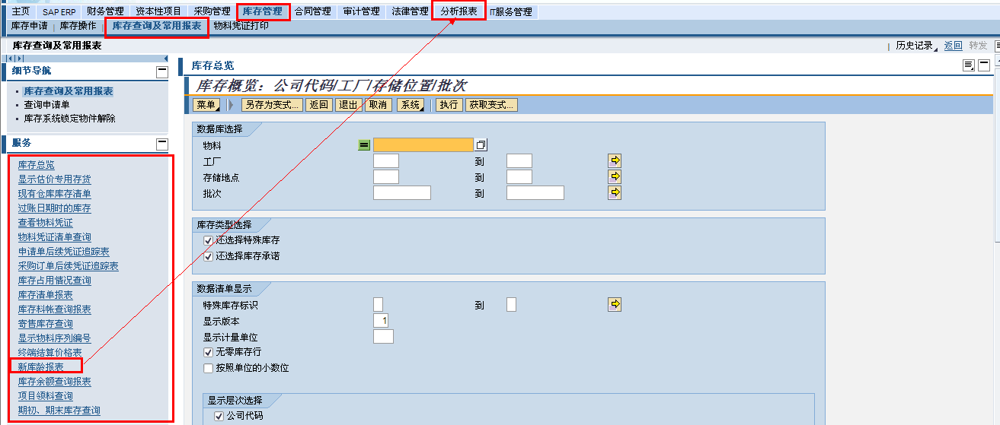 主页 SAP ERP 财务管理 资本性项目 采购管理 库存管理 合同管理 审计管理 法律管理 分析报表 IT服务管理
库存申请 库存操作 库存查询及常用报表 物料凭证打印
库存查询及常用报表 历史记录 返回 转发
细节导航
库存查询及常用报表
查询申请单
库存系统锁定物件解除
服务
库存总览
显示估价专用存货
现有仓库库存清单
过账日期时的库存
查看物料凭证
物料凭证清单查询
申请单后续凭证追踪表
采购订单后续凭证追踪表
库存占用情况查询
库存清单报表
库存料帐查询报表
寄售库存查询
显示物料序列编号
终端结算价格表
新库龄报表
库存余额查询报表
项目领料查询
期初、期末库存查询
库存总览
库存概览：公司代码/工厂/存储位置/批次
菜单 另存为变式... 返回 退出 取消 系统 执行 获取变式...
数据库选择
物料
工厂 到
存储地点 到
批次 到
库存类型选择
还选择特殊库存
还选择库存承诺
数据清单显示
特殊库存标识 到
显示版本 1
显示计量单位
无零库存行
按照单位的小数位
显示层次选择
公司代码